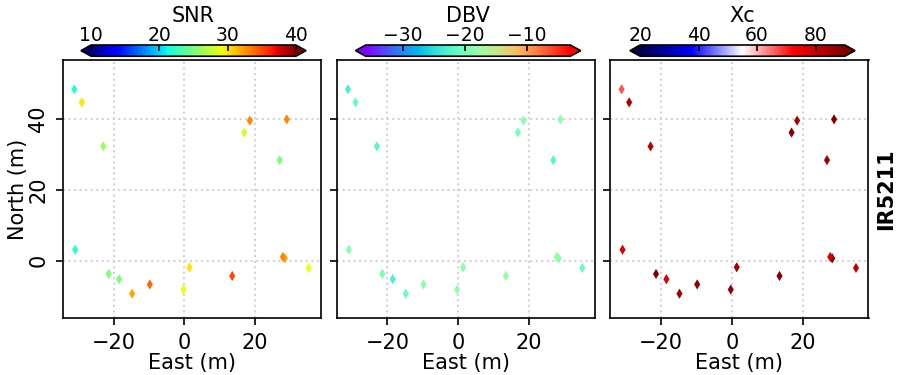 SNR DBV Xc
10 20 30 40 −30 −20 −10 20 40 60 80
40
20
0
North (m)
IR5211
−20 0 20 −20 0 20 −20 0 20
East (m) East (m) East (m)